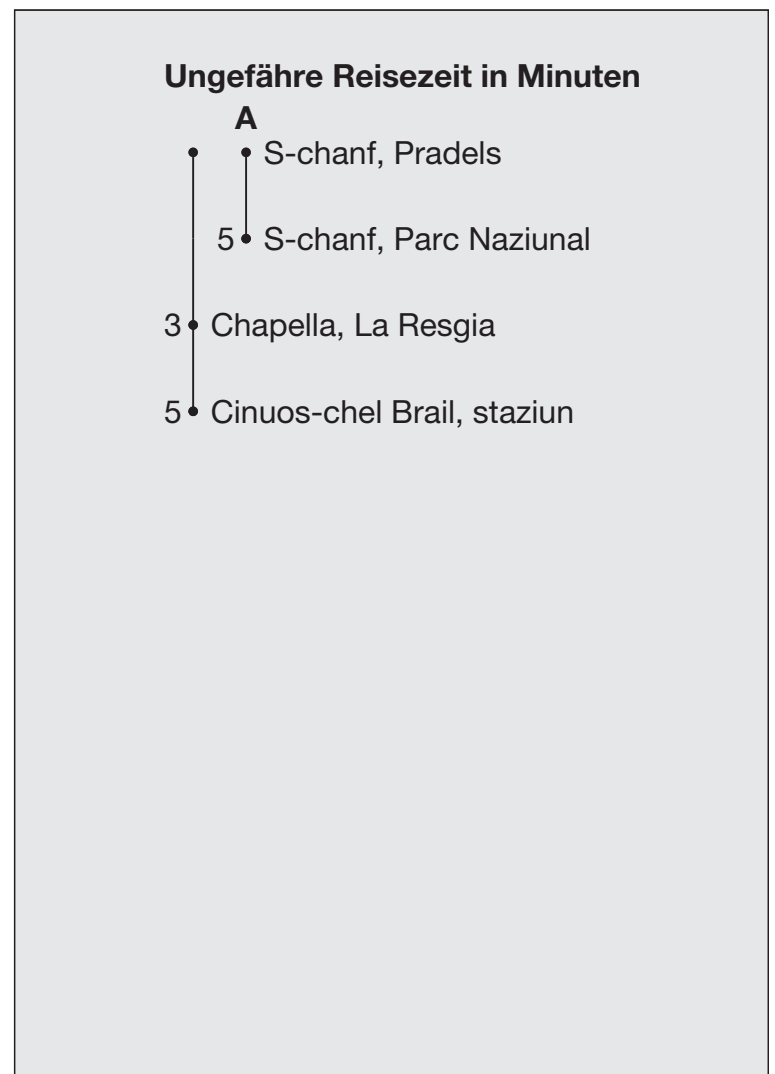 Ungefähre Reisezeit in Minuten
A
S-chanf, Pradels
5 S-chanf, Parc Naziunal
3 Chapella, La Resgia
5 Cinuos-chel Brail, staziun